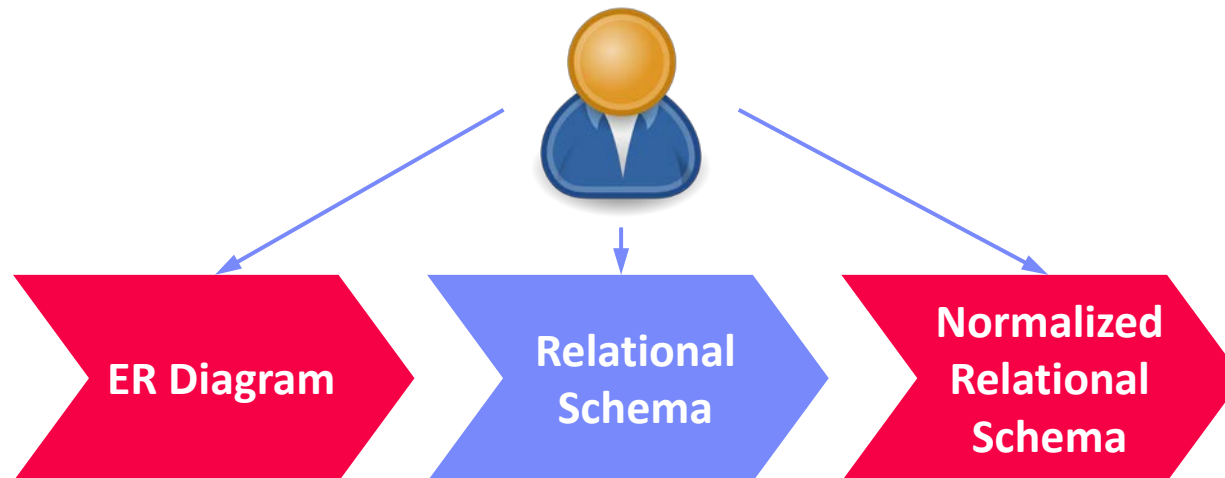 ER Diagram
Relational
Schema
Normalized
Relational
Schema